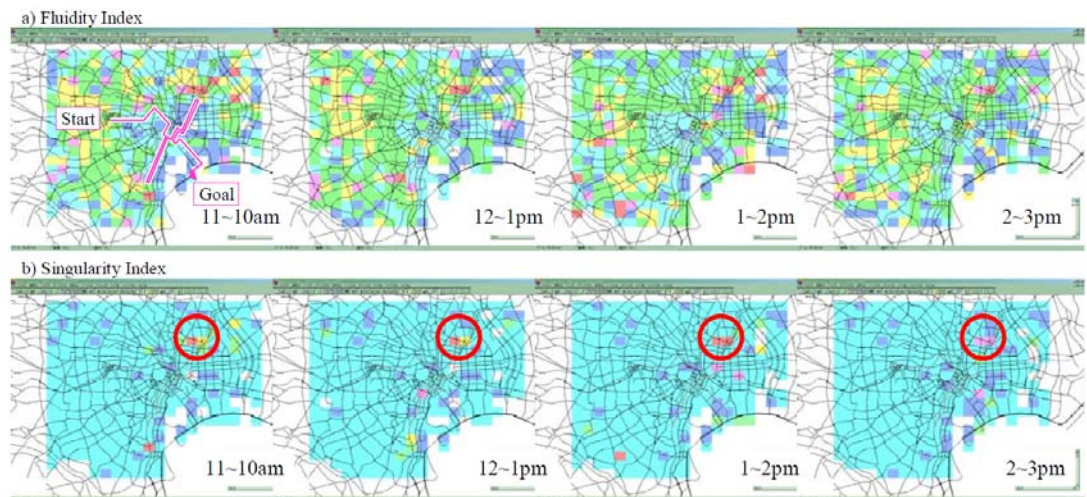 a) Fluidity Index
Start
Goal
11~10am
12~1pm
1~2pm
2~3pm
b) Singularity Index
11~10am
12~1pm
1~2pm
2~3pm